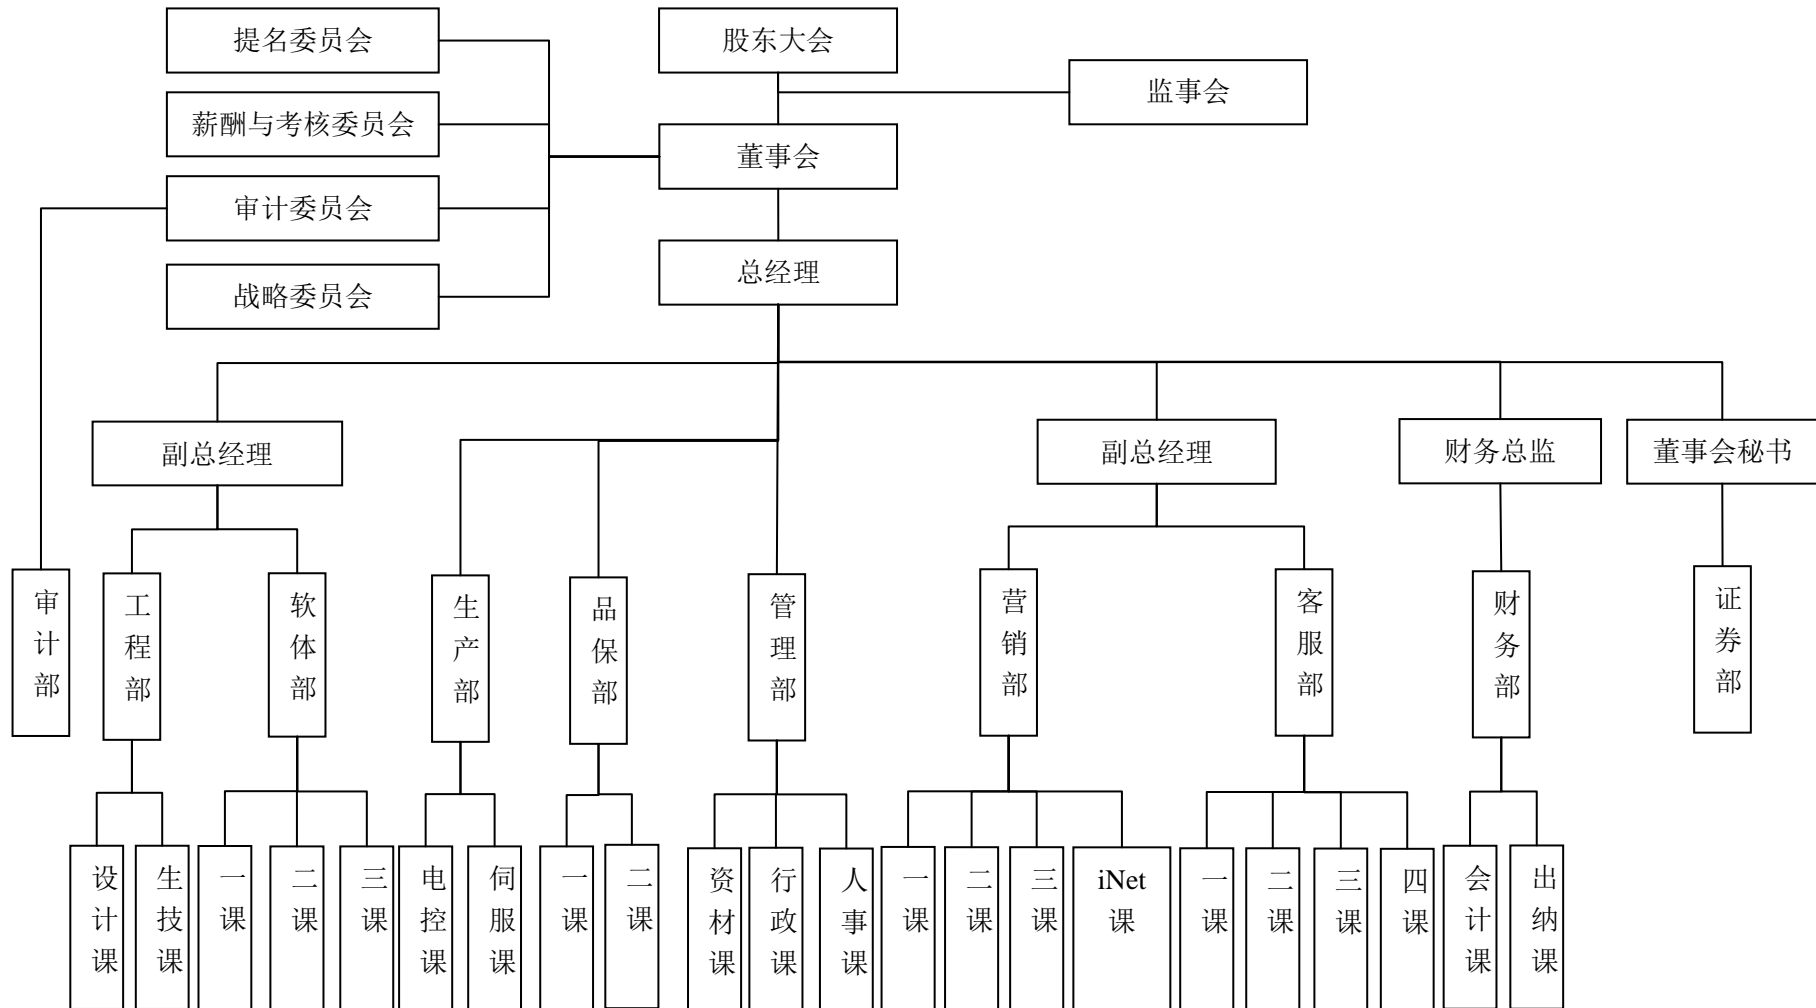 提名委员会
股东大会
监事会
薪酬与考核委员会
董事会
审计委员会
总经理
战略委员会
副总经理
副总经理
财务总监
董事会秘书
审计部
工程部
软体部
生产部
品保部
管理部
营销部
客服部
财务部
证券部
设计课
生技课
一课
二课
三课
电控课
伺服课
一课
二课
资材课
行政课
人事课
一课
二课
三课
iNet
课
一课
二课
三课
四课
会计课
出纳课